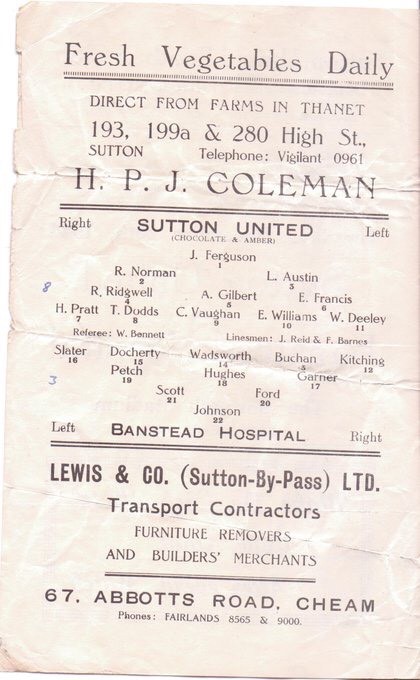 Fresh Vegetables Daily
DIRECT FROM FARMS IN THANET
193, 199a & 280 High St.,
SUTTON Telephone: Vigilant 0961
H. P. J. COLEMAN
Right SUTTON UNITED Left
(CHOCOLATE & AMBER)
J. Ferguson
1
R. Norman L. Austin
2 3
8 R. Ridgwell A. Gilbert E. Francis
4 5 6
H. Pratt T. Dodds C. Vaughan E. Williams W. Deeley
7 8 9 10 11
Referee: W. Bennett Linesmen: J. Reid & F. Barnes
Slater Docherty Wadsworth Buchan Kitching
16 15 14 5 12
Petch Hughes Garner
3 19 18 17
Scott Ford
21 20
Johnson
22
Left BANSTEAD HOSPITAL Right
LEWIS & CO. (Sutton-By-Pass) LTD.
Transport Contractors
FURNITURE REMOVERS
AND BUILDERS' MERCHANTS
67, ABBOTTS ROAD, CHEAM
Phones: FAIRLANDS 8565 & 9000.